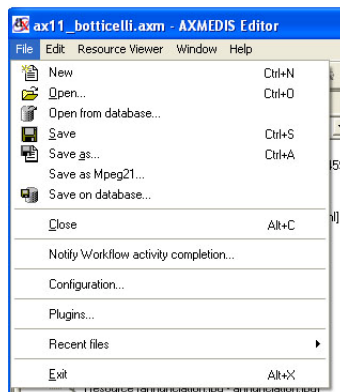 ax11_botticelli.axm - AXMEDIS Editor
File Edit Resource Viewer Window Help
New Ctrl+N
Open... Ctrl+O
Open from database...
Save Ctrl+S
Save as... Ctrl+A
Save as Mpeg21...
Save on database...
Close Alt+C
Notify Workflow activity completion...
Configuration...
Plugins...
Recent files
Exit Alt+X